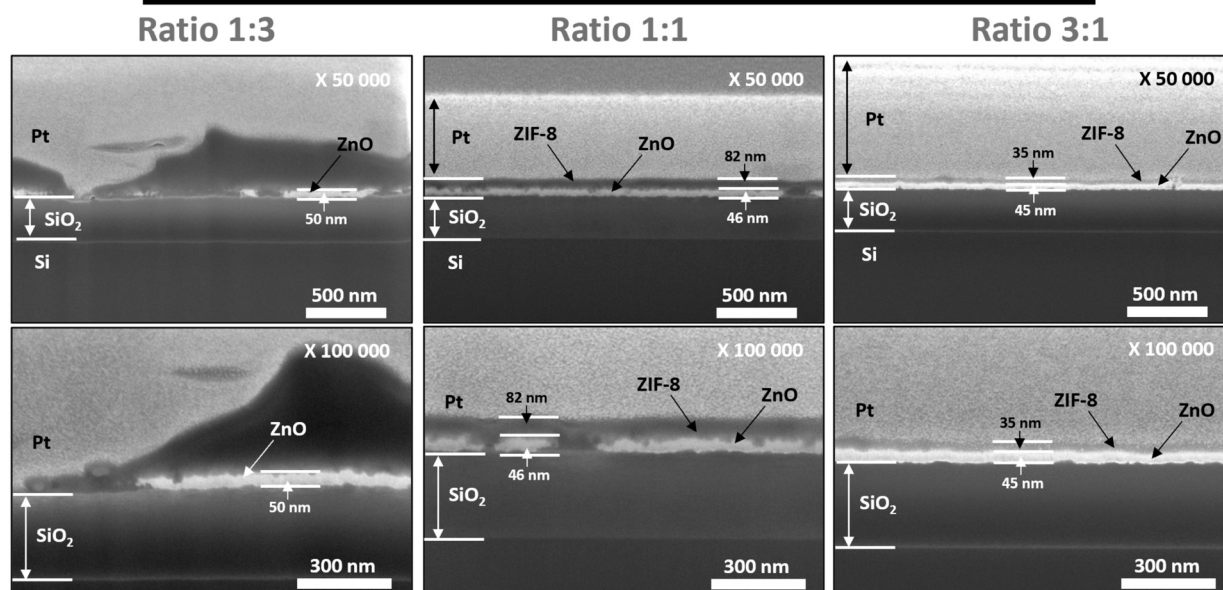 Ratio 1:3
Ratio 1:1
Ratio 3:1
X 50 000
Pt
ZnO
SiO₂
50 nm
Si
500 nm
X 50 000
Pt
ZIF-8
ZnO
82 nm
SiO₂
46 nm
500 nm
X 50 000
Pt
ZIF-8
ZnO
35 nm
SiO₂
45 nm
Si
500 nm
X 100 000
Pt
ZnO
50 nm
SiO₂
300 nm
X 100 000
82 nm
ZIF-8
ZnO
Pt
46 nm
SiO₂
300 nm
X 100 000
ZIF-8
35 nm
ZnO
Pt
45 nm
SiO₂
300 nm